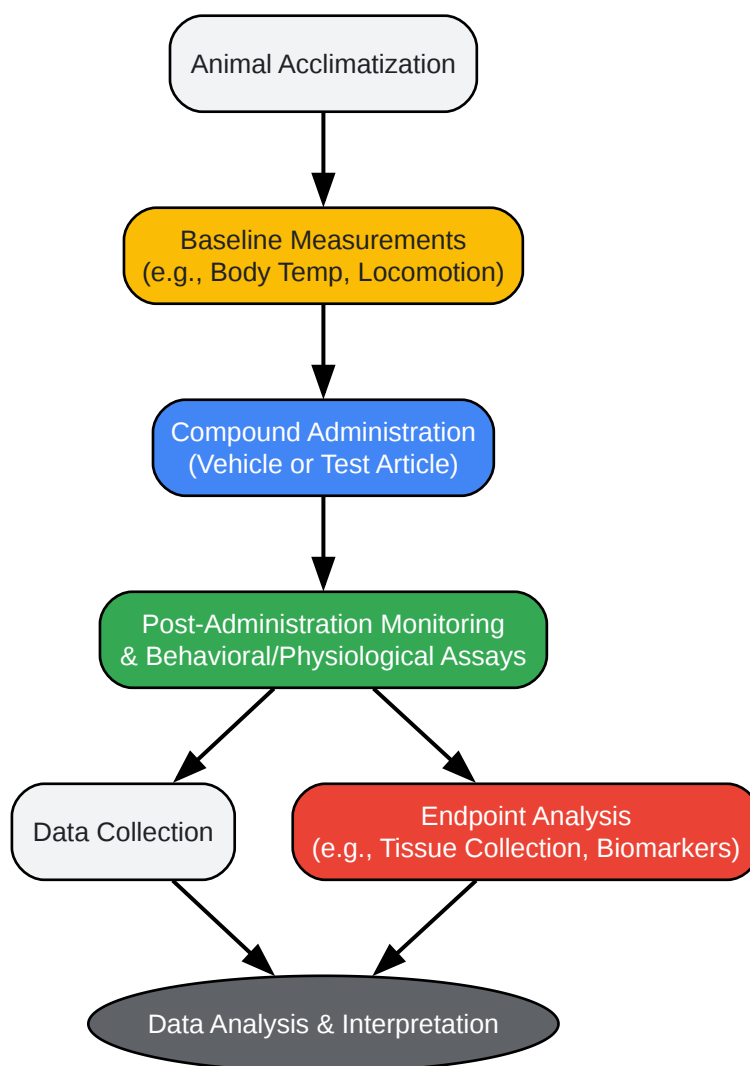 Animal Acclimatization
Baseline Measurements
(e.g., Body Temp, Locomotion)
Compound Administration
(Vehicle or Test Article)
Post-Administration Monitoring
& Behavioral/Physiological Assays
Data Collection
Endpoint Analysis
(e.g., Tissue Collection, Biomarkers)
Data Analysis & Interpretation